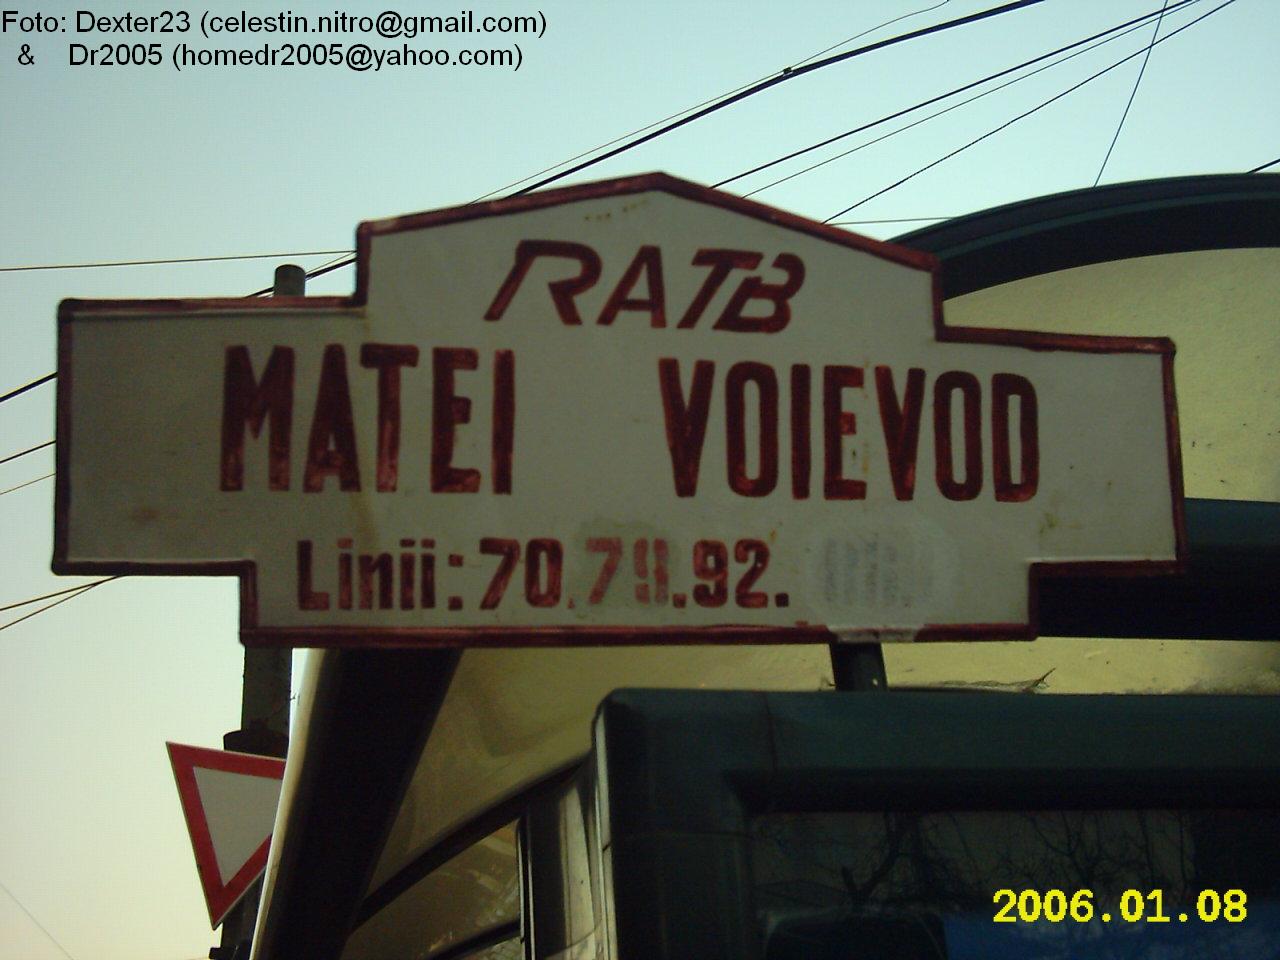 Foto: Dexter23 (celestin.nitro@gmail.com)
& Dr2005 (homedr2005@yahoo.com)
RATB
MATEI VOIEVOD
Linii: 70. .92.
2006.01.08